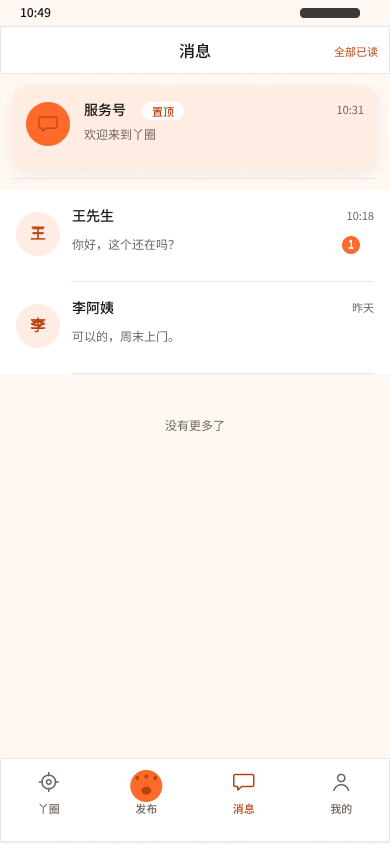 10:49
消息
全部已读
服务号 置顶 10:31
欢迎来到丫圈
王 王先生 10:18
你好，这个还在吗? 1
李 李阿姨 昨天
可以的，周末上门。
没有更多了
丫圈 发布 消息 我的